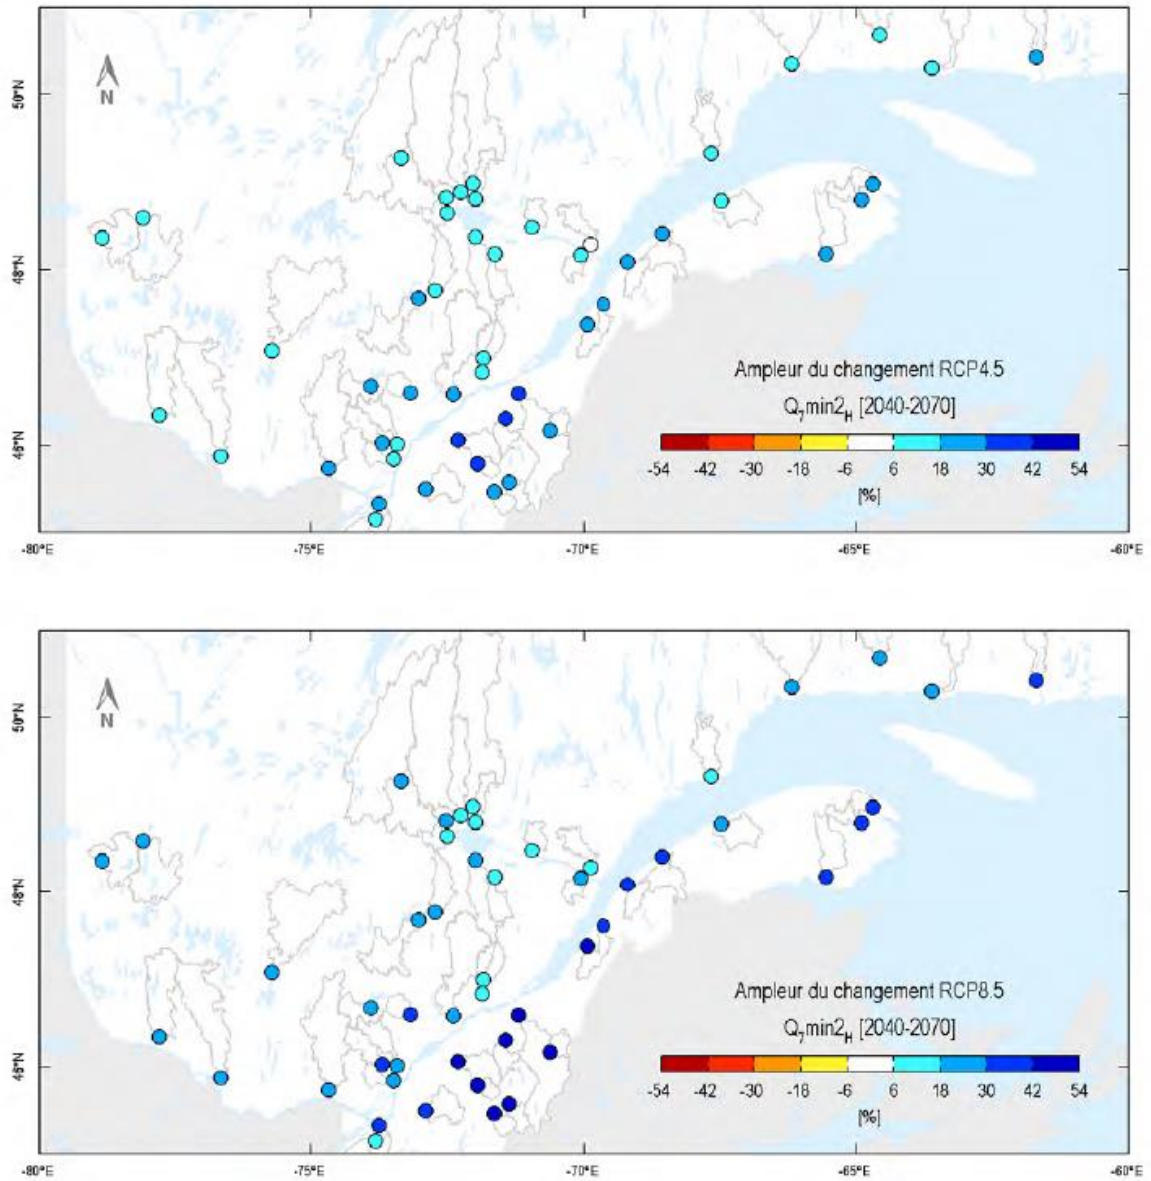 50°N
48°N
46°N
N
Ampleur du changement RCP4.5
Q7min2H [2040-2070]
-54 -42 -30 -18 -6 6 18 30 42 54
[%]
-80°E -75°E -70°E -65°E -60°E
50°N
48°N
46°N
N
Ampleur du changement RCP8.5
Q7min2H [2040-2070]
-54 -42 -30 -18 -6 6 18 30 42 54
[%]
-80°E -75°E -70°E -65°E -60°E